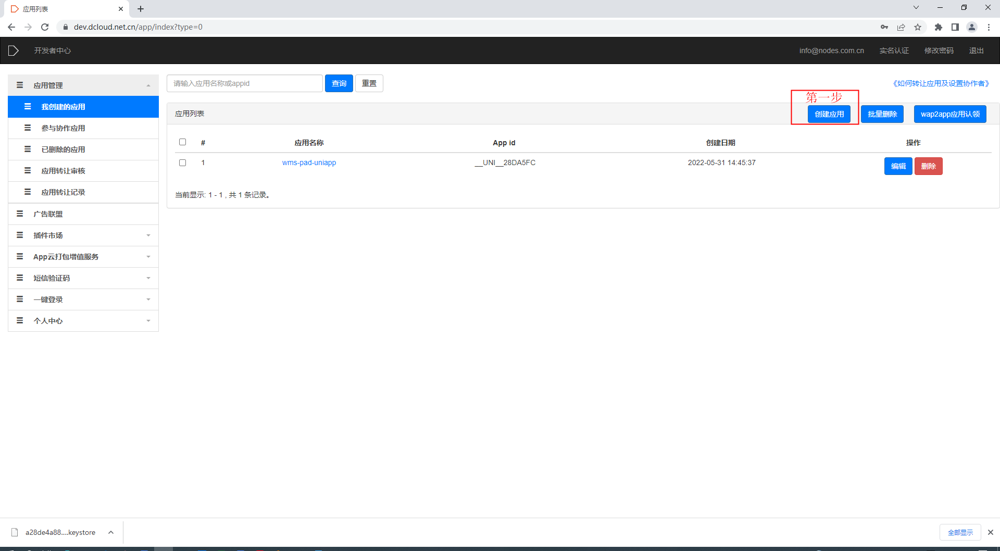 应用列表
dev.dcloud.net.cn/app/index?type=0
开发者中心
info@nodes.com.cn 实名认证 修改密码 退出
应用管理
我创建的应用
参与协作应用
已删除的应用
应用转让审核
应用转让记录
广告联盟
插件市场
App云打包增值服务
短信验证码
一键登录
个人中心
请输入应用名称或appid 查询 重置
《如何转让应用及设置协作者》
第一步
应用列表 创建应用 批量删除 wap2app应用认领
# 应用名称 App id 创建日期 操作
1 wms-pad-uniapp __UNI__28DA5FC 2022-05-31 14:45:37 编辑 删除
当前显示: 1 - 1 , 共 1 条记录。
a28de4a88....keystore
全部显示